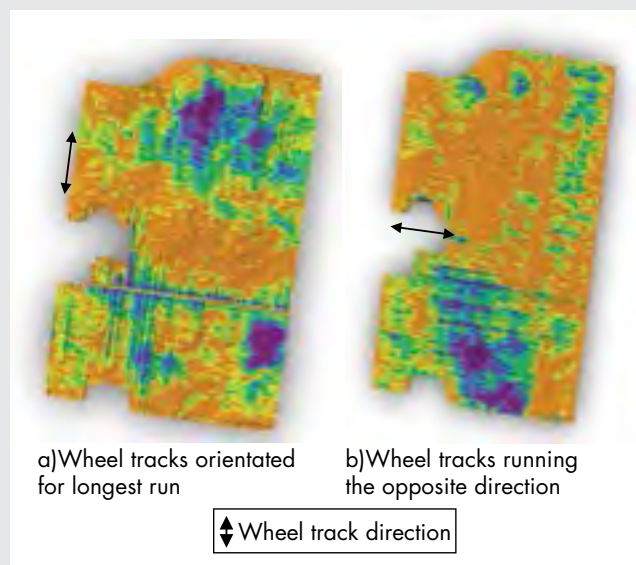 a)Wheel tracks orientated
for longest run
b)Wheel tracks running
the opposite direction
Wheel track direction